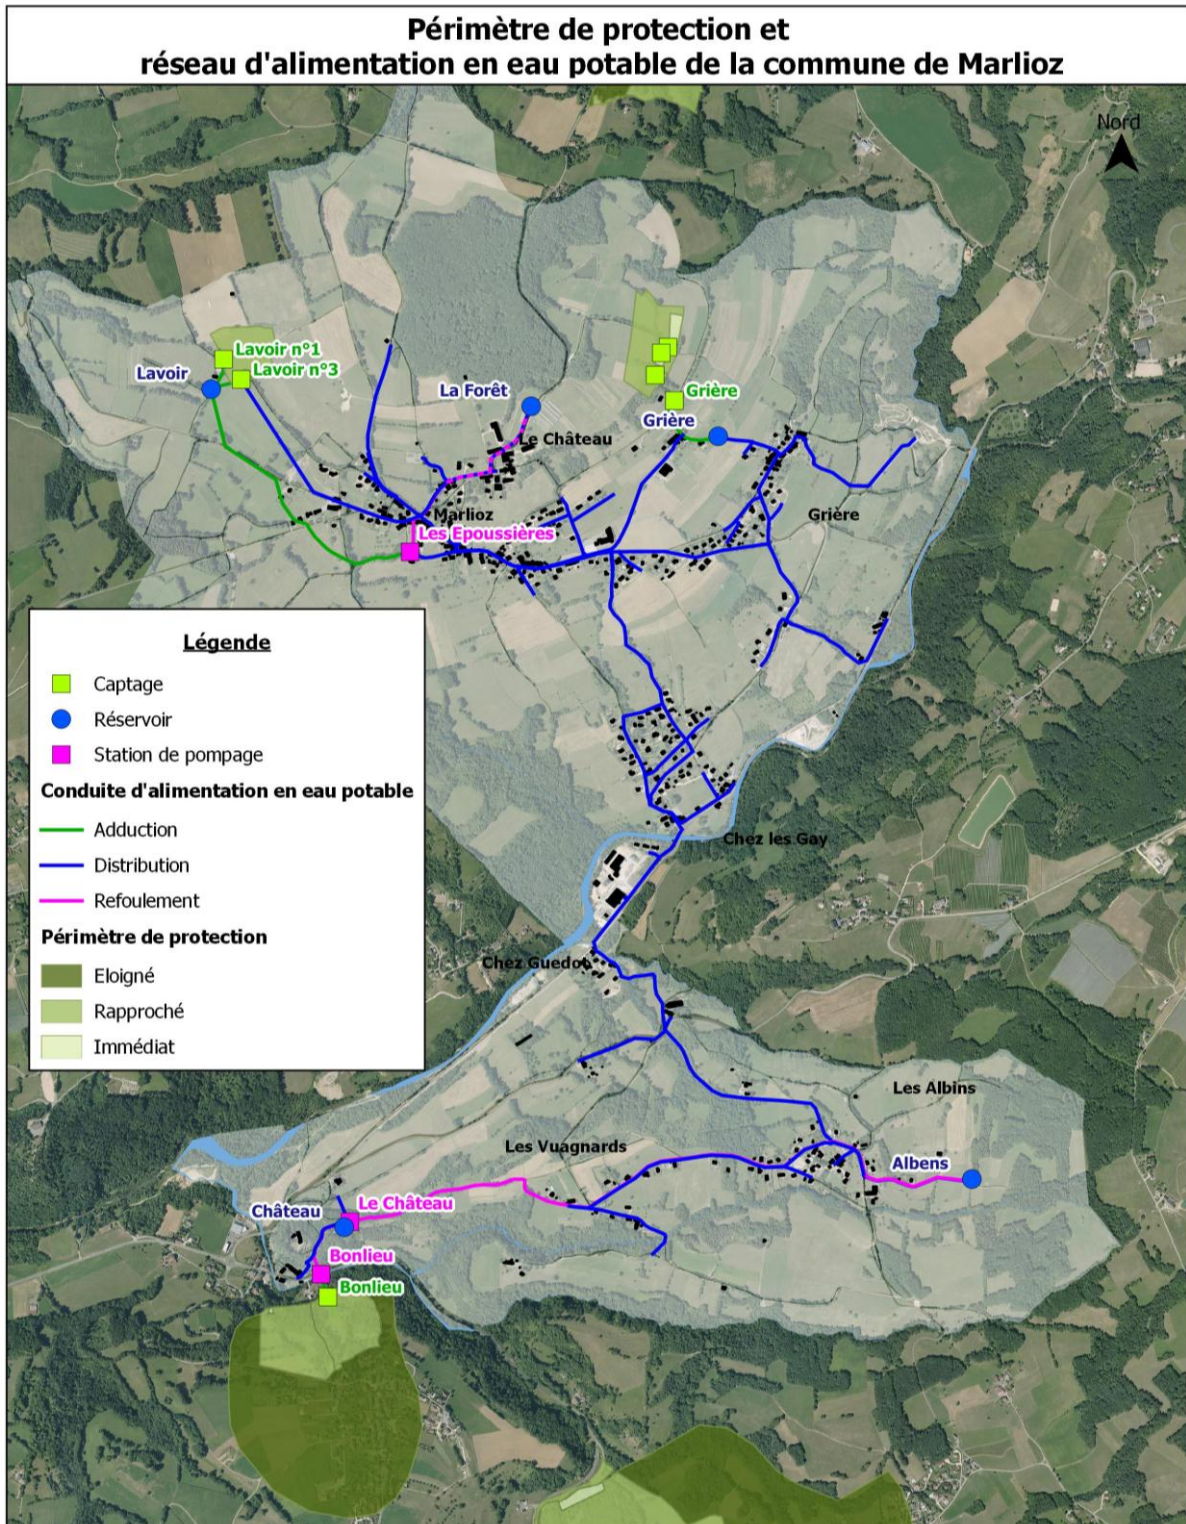 Périmètre de protection et
réseau d'alimentation en eau potable de la commune de Marlioz
Nord
Lavoir n°1
Lavoir n°3
Lavoir
La Forêt
Grière
Grière
Le Château
Marlioz
Grière
Les Epoussières
Légende
Captage
Réservoir
Station de pompage
Conduite d'alimentation en eau potable
Adduction
Distribution
Refoulement
Périmètre de protection
Eloigné
Rapproché
Immédiat
Chez les Gay
Chez Guedot
Les Albins
Les Vuagnards
Albens
Château
Le Château
Bonlieu
Bonlieu